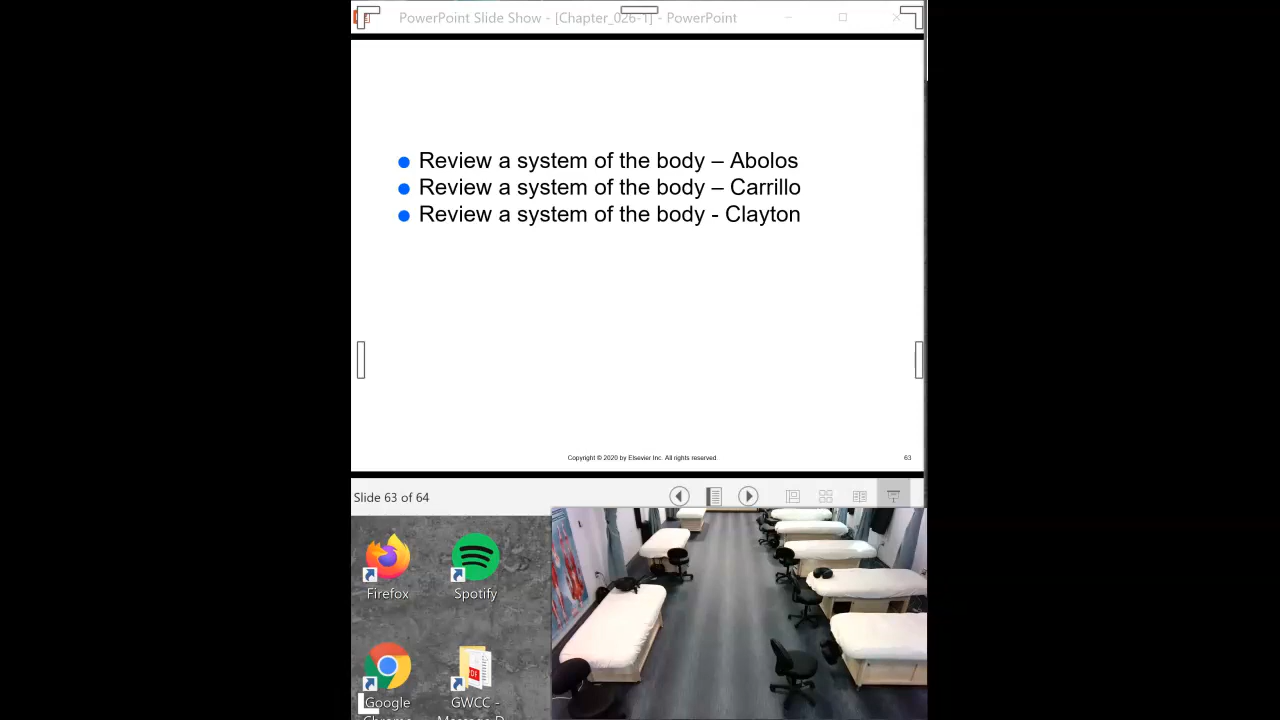 PowerPoint Slide Show - [Chapter_026-1] - PowerPoint
Review a system of the body – Abolos
Review a system of the body – Carrillo
Review a system of the body - Clayton
Copyright © 2020 by Elsevier Inc. All rights reserved.
63
Slide 63 of 64
Firefox
Spotify
Google
Chrome
GWCC -
PDF